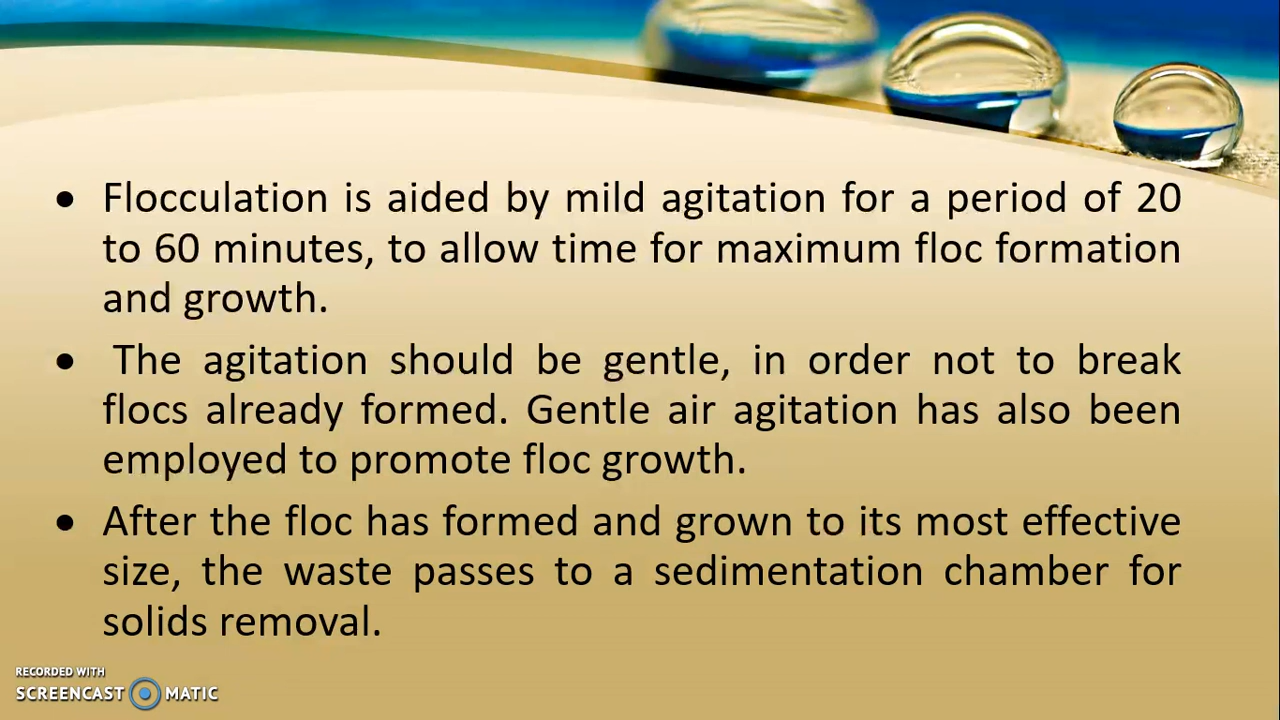 • Flocculation is aided by mild agitation for a period of 20
to 60 minutes, to allow time for maximum floc formation
and growth.
• The agitation should be gentle, in order not to break
flocs already formed. Gentle air agitation has also been
employed to promote floc growth.
• After the floc has formed and grown to its most effective
size, the waste passes to a sedimentation chamber for
solids removal.
RECORDED WITH
SCREENCAST MATIC